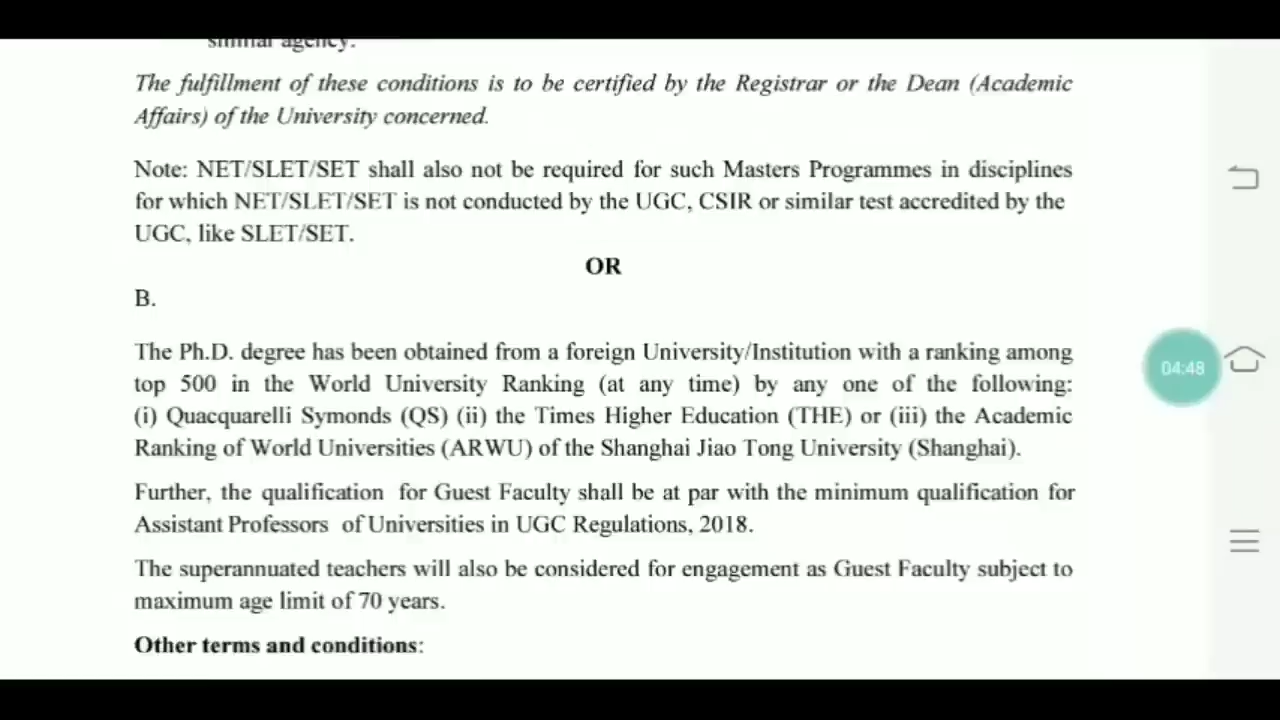 similar agency.
The fulfillment of these conditions is to be certified by the Registrar or the Dean (Academic
Affairs) of the University concerned.
Note: NET/SLET/SET shall also not be required for such Masters Programmes in disciplines
for which NET/SLET/SET is not conducted by the UGC, CSIR or similar test accredited by the
UGC, like SLET/SET.
OR
B.
The Ph.D. degree has been obtained from a foreign University/Institution with a ranking among
top 500 in the World University Ranking (at any time) by any one of the following:
(i) Quacquarelli Symonds (QS) (ii) the Times Higher Education (THE) or (iii) the Academic
Ranking of World Universities (ARWU) of the Shanghai Jiao Tong University (Shanghai).
04:48
Further, the qualification for Guest Faculty shall be at par with the minimum qualification for
Assistant Professors of Universities in UGC Regulations, 2018.
The superannuated teachers will also be considered for engagement as Guest Faculty subject to
maximum age limit of 70 years.
Other terms and conditions: